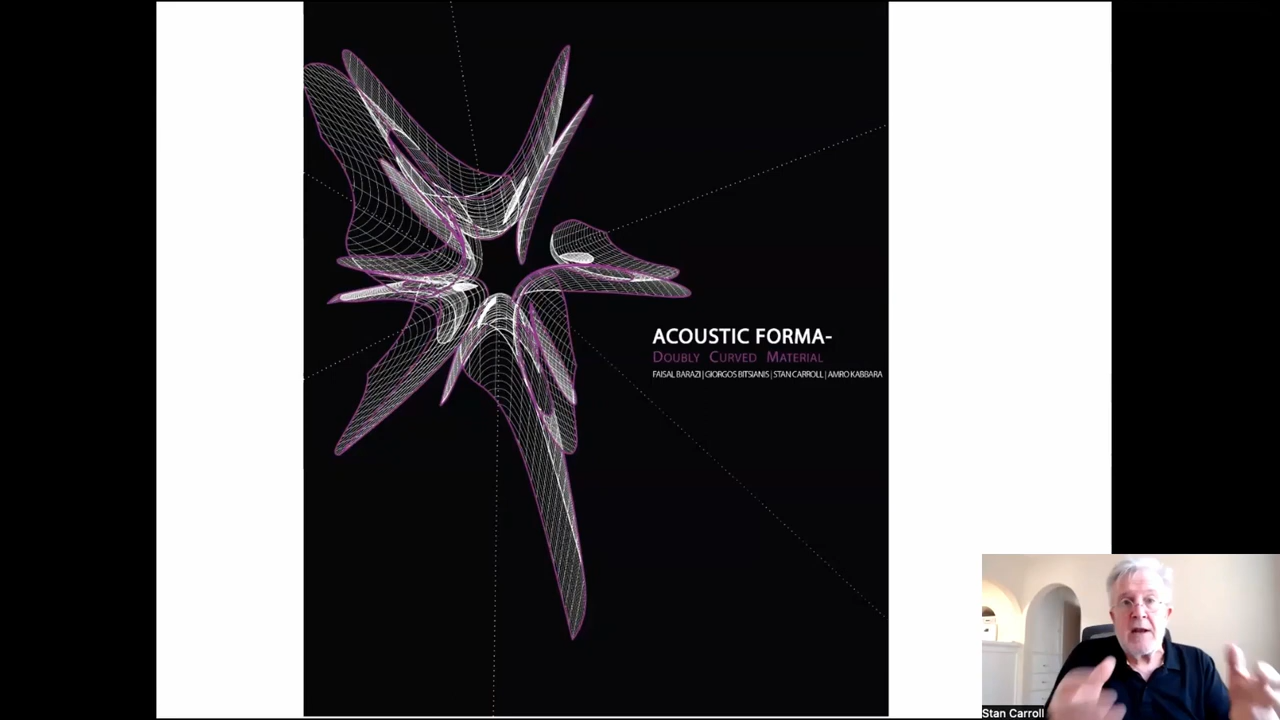 ACOUSTIC FORMA-
DOUBLY CURVED MATERIAL
FAISAL BARAZI | GIORGOS BITSIANIS | STAN CARROLL | AMRO KABBARA
Stan Carroll